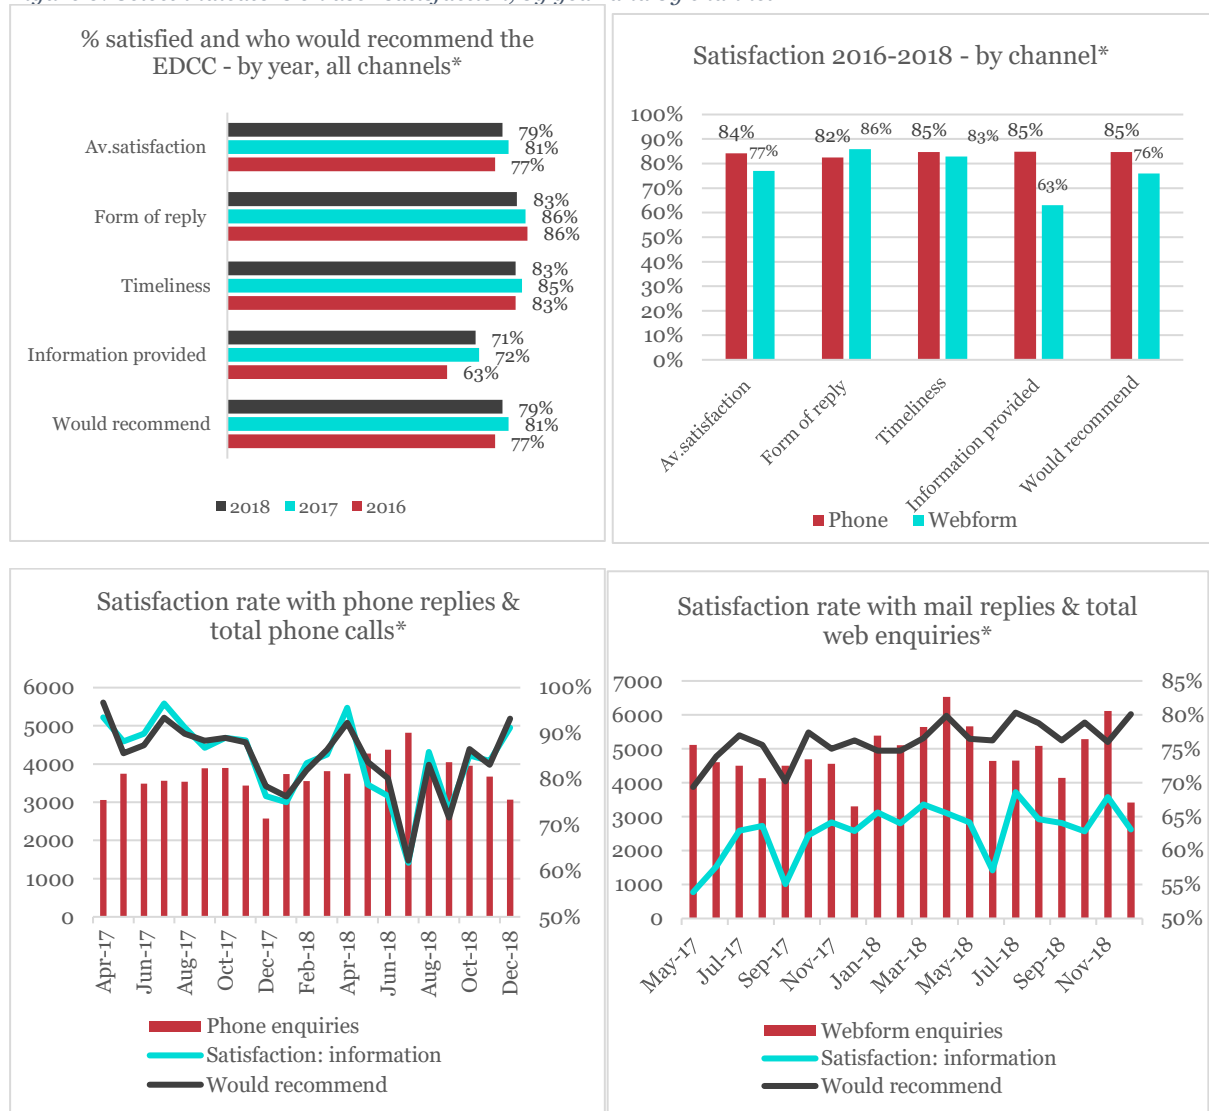 % satisfied and who would recommend the
EDCC - by year, all channels*
Av.satisfaction
79%
81%
77%
Form of reply
83%
86%
86%
Timeliness
83%
85%
83%
Information provided
71%
72%
63%
Would recommend
79%
81%
77%
2018 2017 2016
Satisfaction 2016-2018 - by channel*
100%
90%
80%
70%
60%
50%
40%
30%
20%
10%
0%
84% 77% 82% 86% 85% 83% 85% 63% 85% 76%
Av.satisfaction
Form of reply
Timeliness
Information provided
Would recommend
Phone Webform
Satisfaction rate with phone replies &
total phone calls*
6000
5000
4000
3000
2000
1000
0
100%
90%
80%
70%
60%
50%
Apr-17
Jun-17
Aug-17
Oct-17
Dec-17
Feb-18
Apr-18
Jun-18
Aug-18
Oct-18
Dec-18
Phone enquiries
Satisfaction: information
Would recommend
Satisfaction rate with mail replies & total
web enquiries*
7000
6000
5000
4000
3000
2000
1000
0
85%
80%
75%
70%
65%
60%
55%
50%
May-17
Jul-17
Sep-17
Nov-17
Jan-18
Mar-18
May-18
Jul-18
Sep-18
Nov-18
Webform enquiries
Satisfaction: information
Would recommend